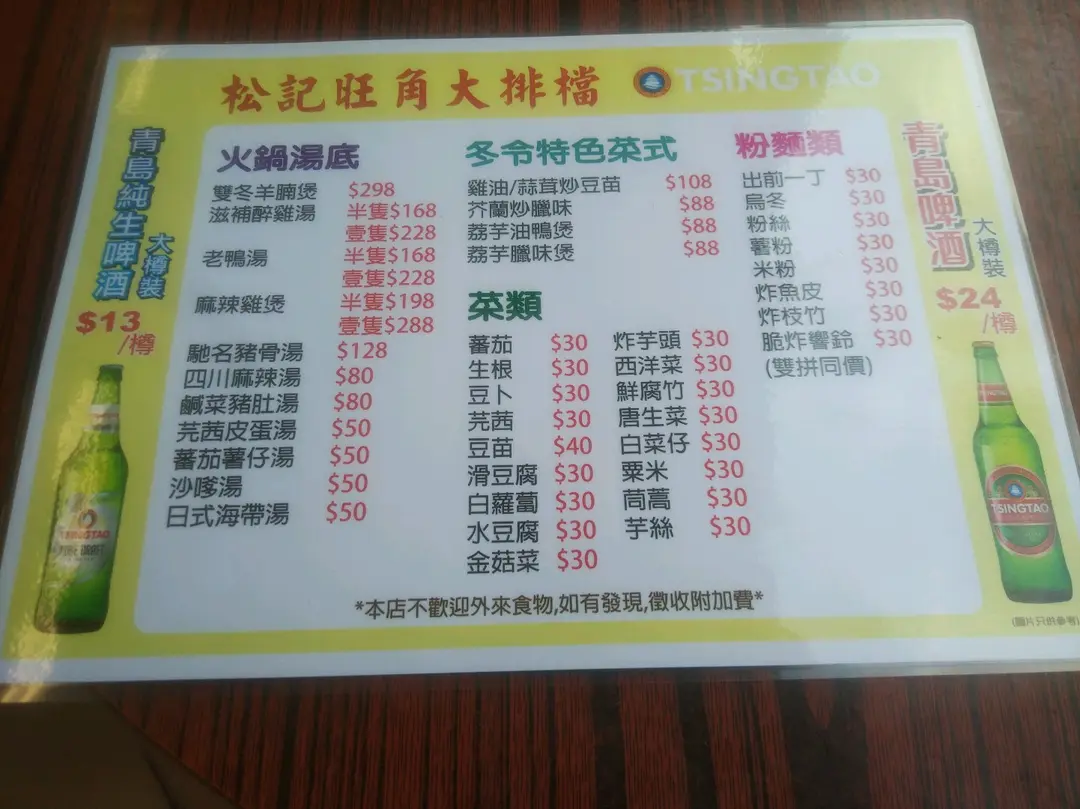 松記旺角大排檔
TSINGTAO
青島純生啤酒
大樽裝
$13
/樽
火鍋湯底
雙冬羊腩煲 $298
滋補醉雞湯 半隻$168
壹隻$228
老鴨湯 半隻$168
壹隻$228
麻辣雞煲 半隻$198
壹隻$288
馳名豬骨湯 $128
四川麻辣湯 $80
鹹菜豬肚湯 $80
芫茜皮蛋湯 $50
蕃茄薯仔湯 $50
沙嗲湯 $50
日式海帶湯 $50
冬令特色菜式
雞油/蒜茸炒豆苗 $108
芥蘭炒臘味 $88
荔芋油鴨煲 $88
荔芋臘味煲 $88
菜類
蕃茄 $30
生根 $30
豆卜 $30
芫茜 $30
豆苗 $40
滑豆腐 $30
白蘿蔔 $30
水豆腐 $30
金菇菜 $30
炸芋頭 $30
西洋菜 $30
鮮腐竹 $30
唐生菜 $30
白菜仔 $30
粟米 $30
茼蒿 $30
芋絲 $30
粉麵類
出前一丁 $30
烏冬 $30
粉絲 $30
薯粉 $30
米粉 $30
炸魚皮 $30
炸枝竹 $30
脆炸響鈴 $30
(雙拼同價)
青島啤酒
大樽裝
$24
/樽
*本店不歡迎外來食物,如有發現,徵收附加費*
TSINGTAO
TSINGTAO
(圖片只供參考)